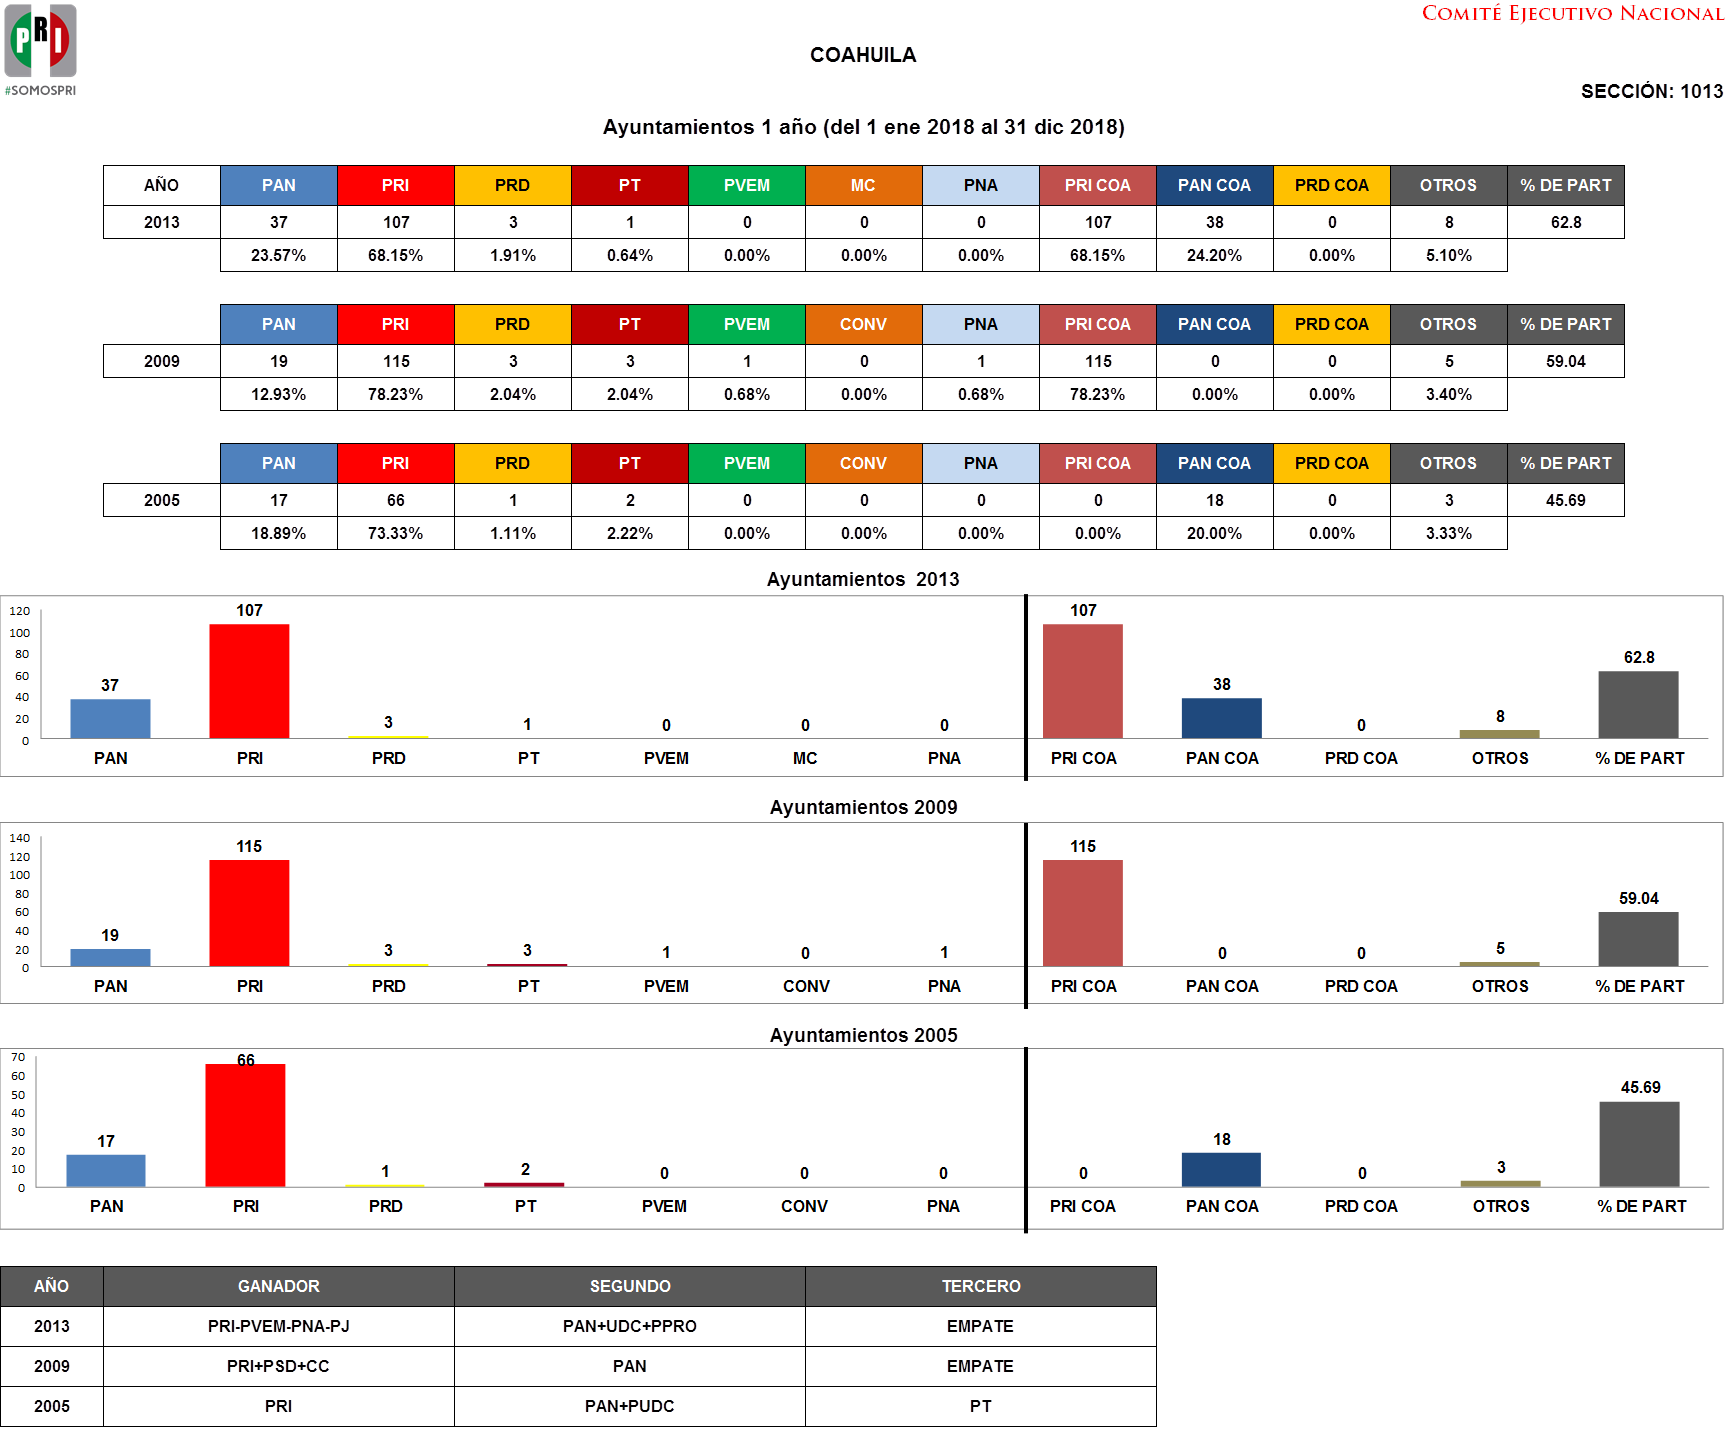 COMITÉ EJECUTIVO NACIONAL
PRI
#SOMOSPRI
COAHUILA
SECCIÓN: 1013
Ayuntamientos 1 año (del 1 ene 2018 al 31 dic 2018)
AÑO PAN PRI PRD PT PVEM MC PNA PRI COA PAN COA PRD COA OTROS % DE PART
2013 37 107 3 1 0 0 0 107 38 0 8 62.8
23.57% 68.15% 1.91% 0.64% 0.00% 0.00% 0.00% 68.15% 24.20% 0.00% 5.10%
PAN PRI PRD PT PVEM CONV PNA PRI COA PAN COA PRD COA OTROS % DE PART
2009 19 115 3 3 1 0 1 115 0 0 5 59.04
12.93% 78.23% 2.04% 2.04% 0.68% 0.00% 0.68% 78.23% 0.00% 0.00% 3.40%
PAN PRI PRD PT PVEM CONV PNA PRI COA PAN COA PRD COA OTROS % DE PART
2005 17 66 1 2 0 0 0 0 18 0 3 45.69
18.89% 73.33% 1.11% 2.22% 0.00% 0.00% 0.00% 0.00% 20.00% 0.00% 3.33%
Ayuntamientos 2013
120
100
80
60
40
20
0
37 107 3 1 0 0 0 107 38 0 8 62.8
PAN PRI PRD PT PVEM MC PNA PRI COA PAN COA PRD COA OTROS % DE PART
Ayuntamientos 2009
140
120
100
80
60
40
20
0
19 115 3 3 1 0 1 115 0 0 5 59.04
PAN PRI PRD PT PVEM CONV PNA PRI COA PAN COA PRD COA OTROS % DE PART
Ayuntamientos 2005
70
60
50
40
30
20
10
0
17 66 1 2 0 0 0 0 18 0 3 45.69
PAN PRI PRD PT PVEM CONV PNA PRI COA PAN COA PRD COA OTROS % DE PART
AÑO GANADOR SEGUNDO TERCERO
2013 PRI-PVEM-PNA-PJ PAN+UDC+PPRO EMPATE
2009 PRI+PSD+CC PAN EMPATE
2005 PRI PAN+PUDC PT